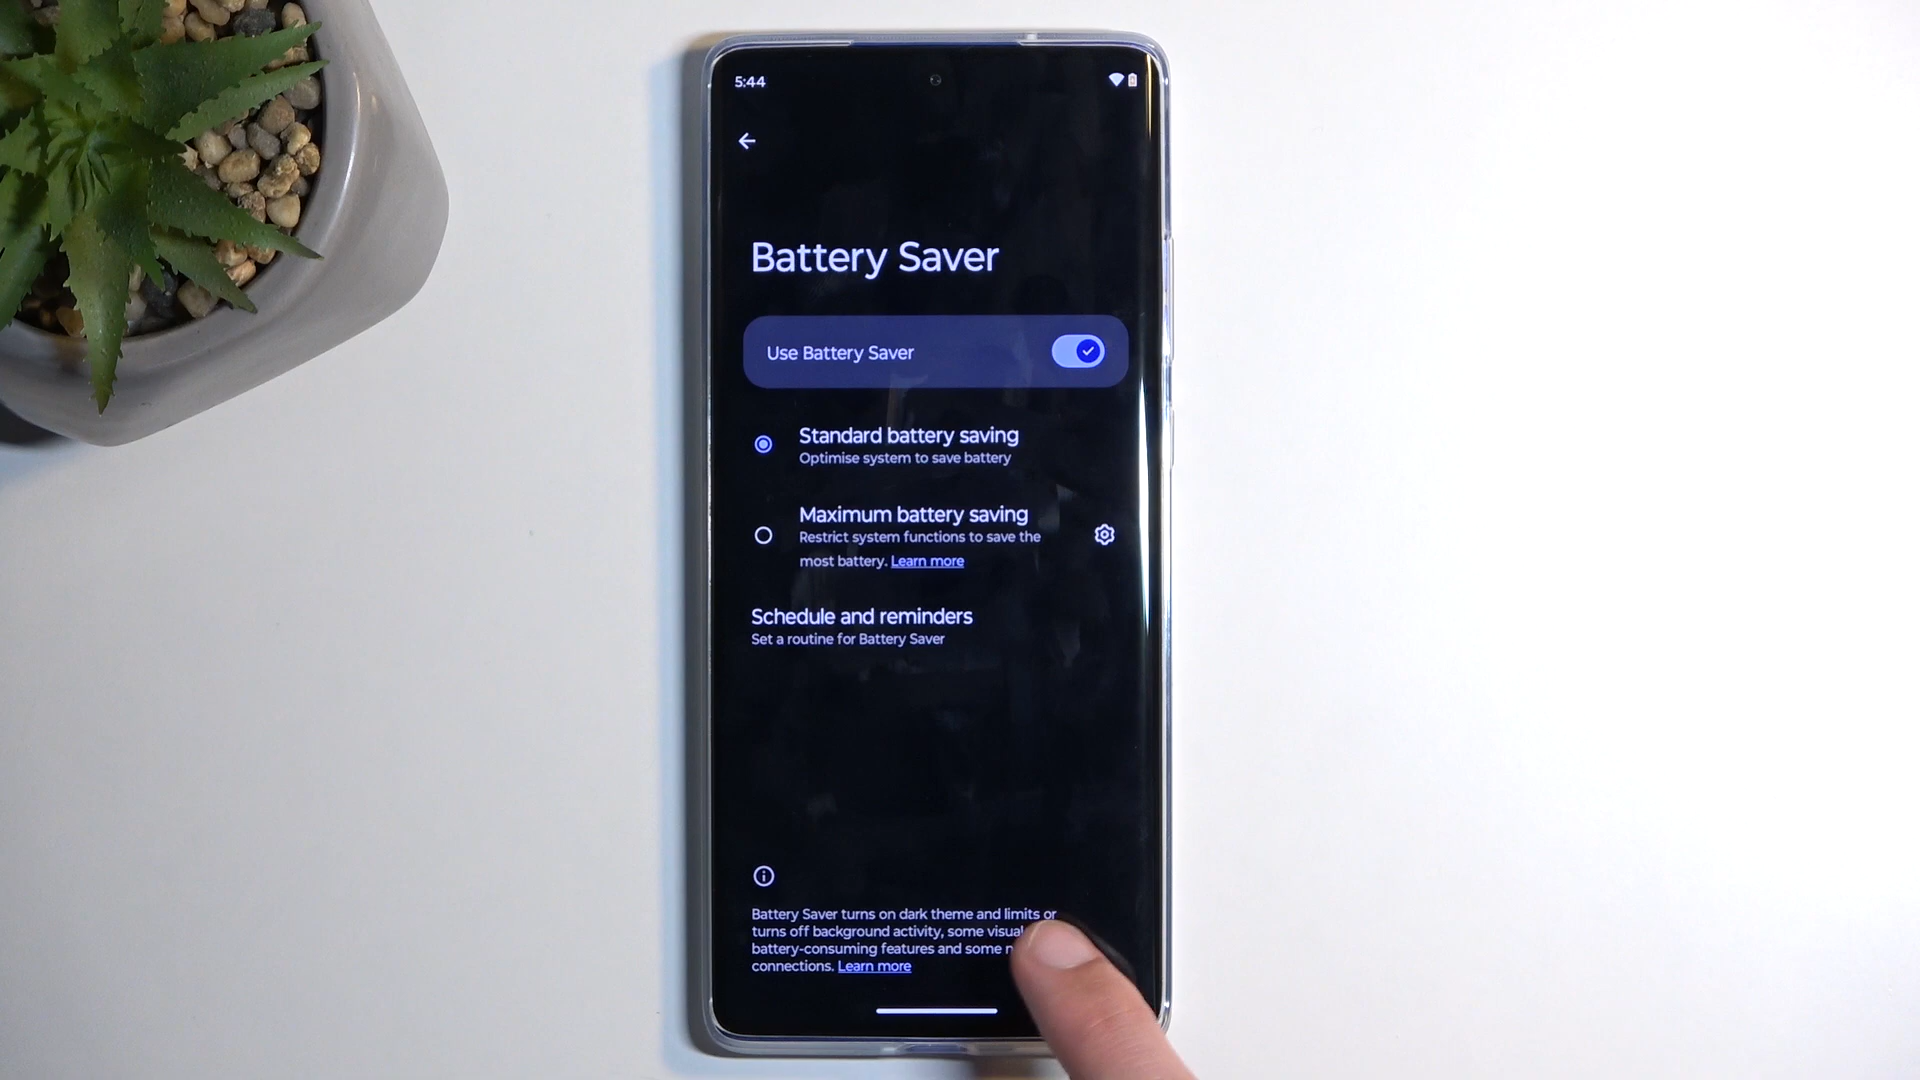 5:44
Battery Saver
Use Battery Saver
Standard battery saving
Optimise system to save battery
Maximum battery saving
Restrict system functions to save the
most battery. Learn more
Schedule and reminders
Set a routine for Battery Saver
Battery Saver turns on dark theme and limits or
turns off background activity, some visual
battery-consuming features and some
connections. Learn more